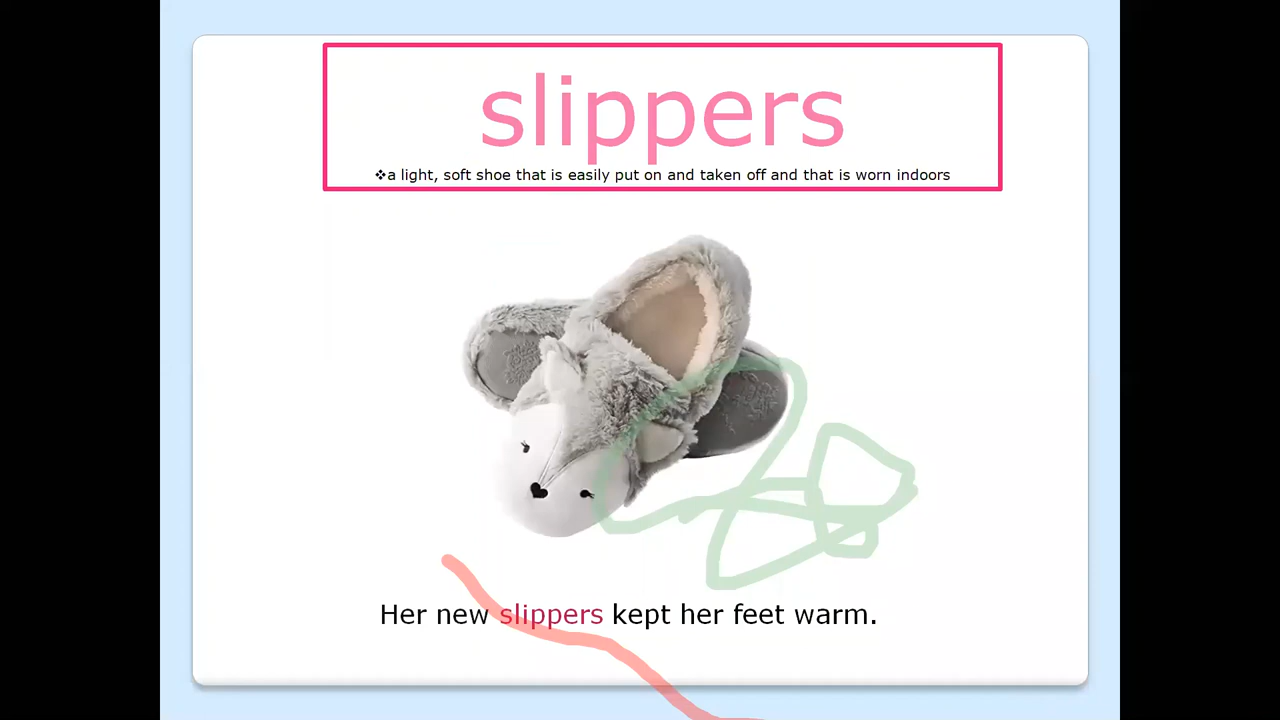 slippers
❖a light, soft shoe that is easily put on and taken off and that is worn indoors
Her new slippers kept her feet warm.